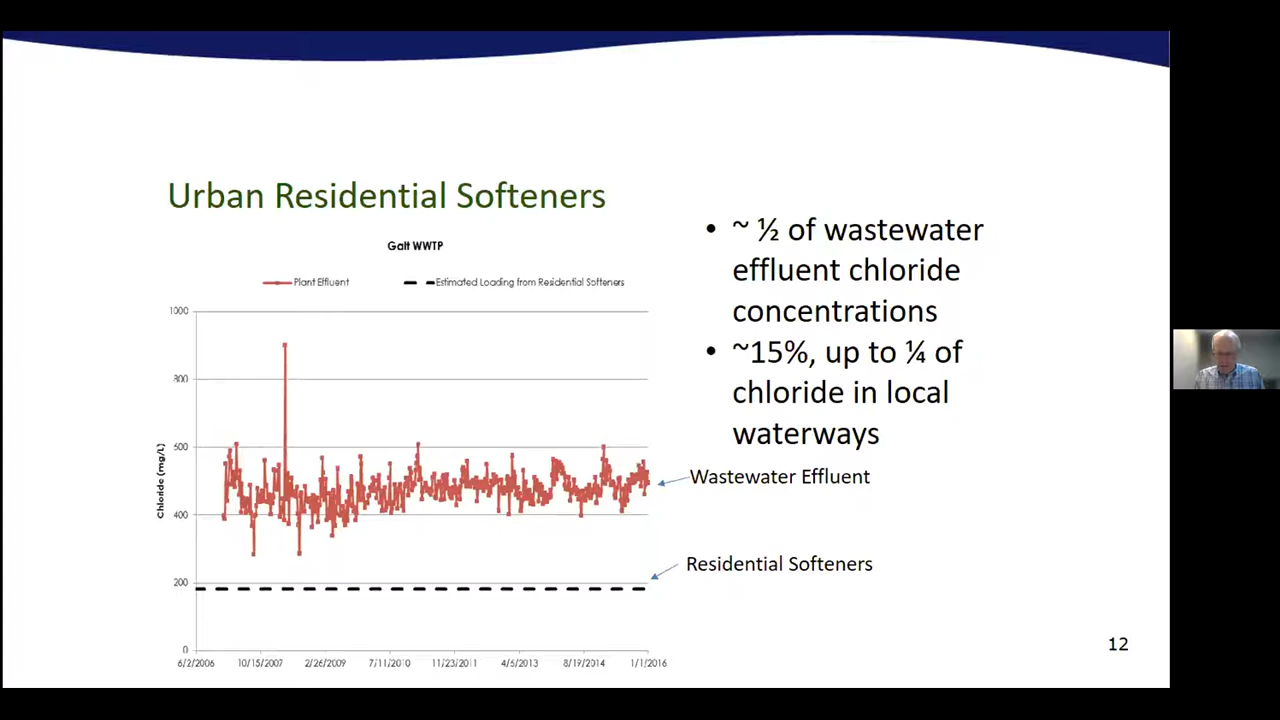 Urban Residential Softeners
Galt WWTP
Plant Effluent
Estimated Loading from Residential Softeners
1000
800
600
400
200
0
Chloride (mg/L)
6/2/2006
10/15/2007
2/26/2009
7/11/2010
11/23/2011
4/6/2013
8/19/2014
1/1/2016
• ~ ½ of wastewater
effluent chloride
concentrations
• ~15%, up to ¼ of
chloride in local
waterways
Wastewater Effluent
Residential Softeners
12